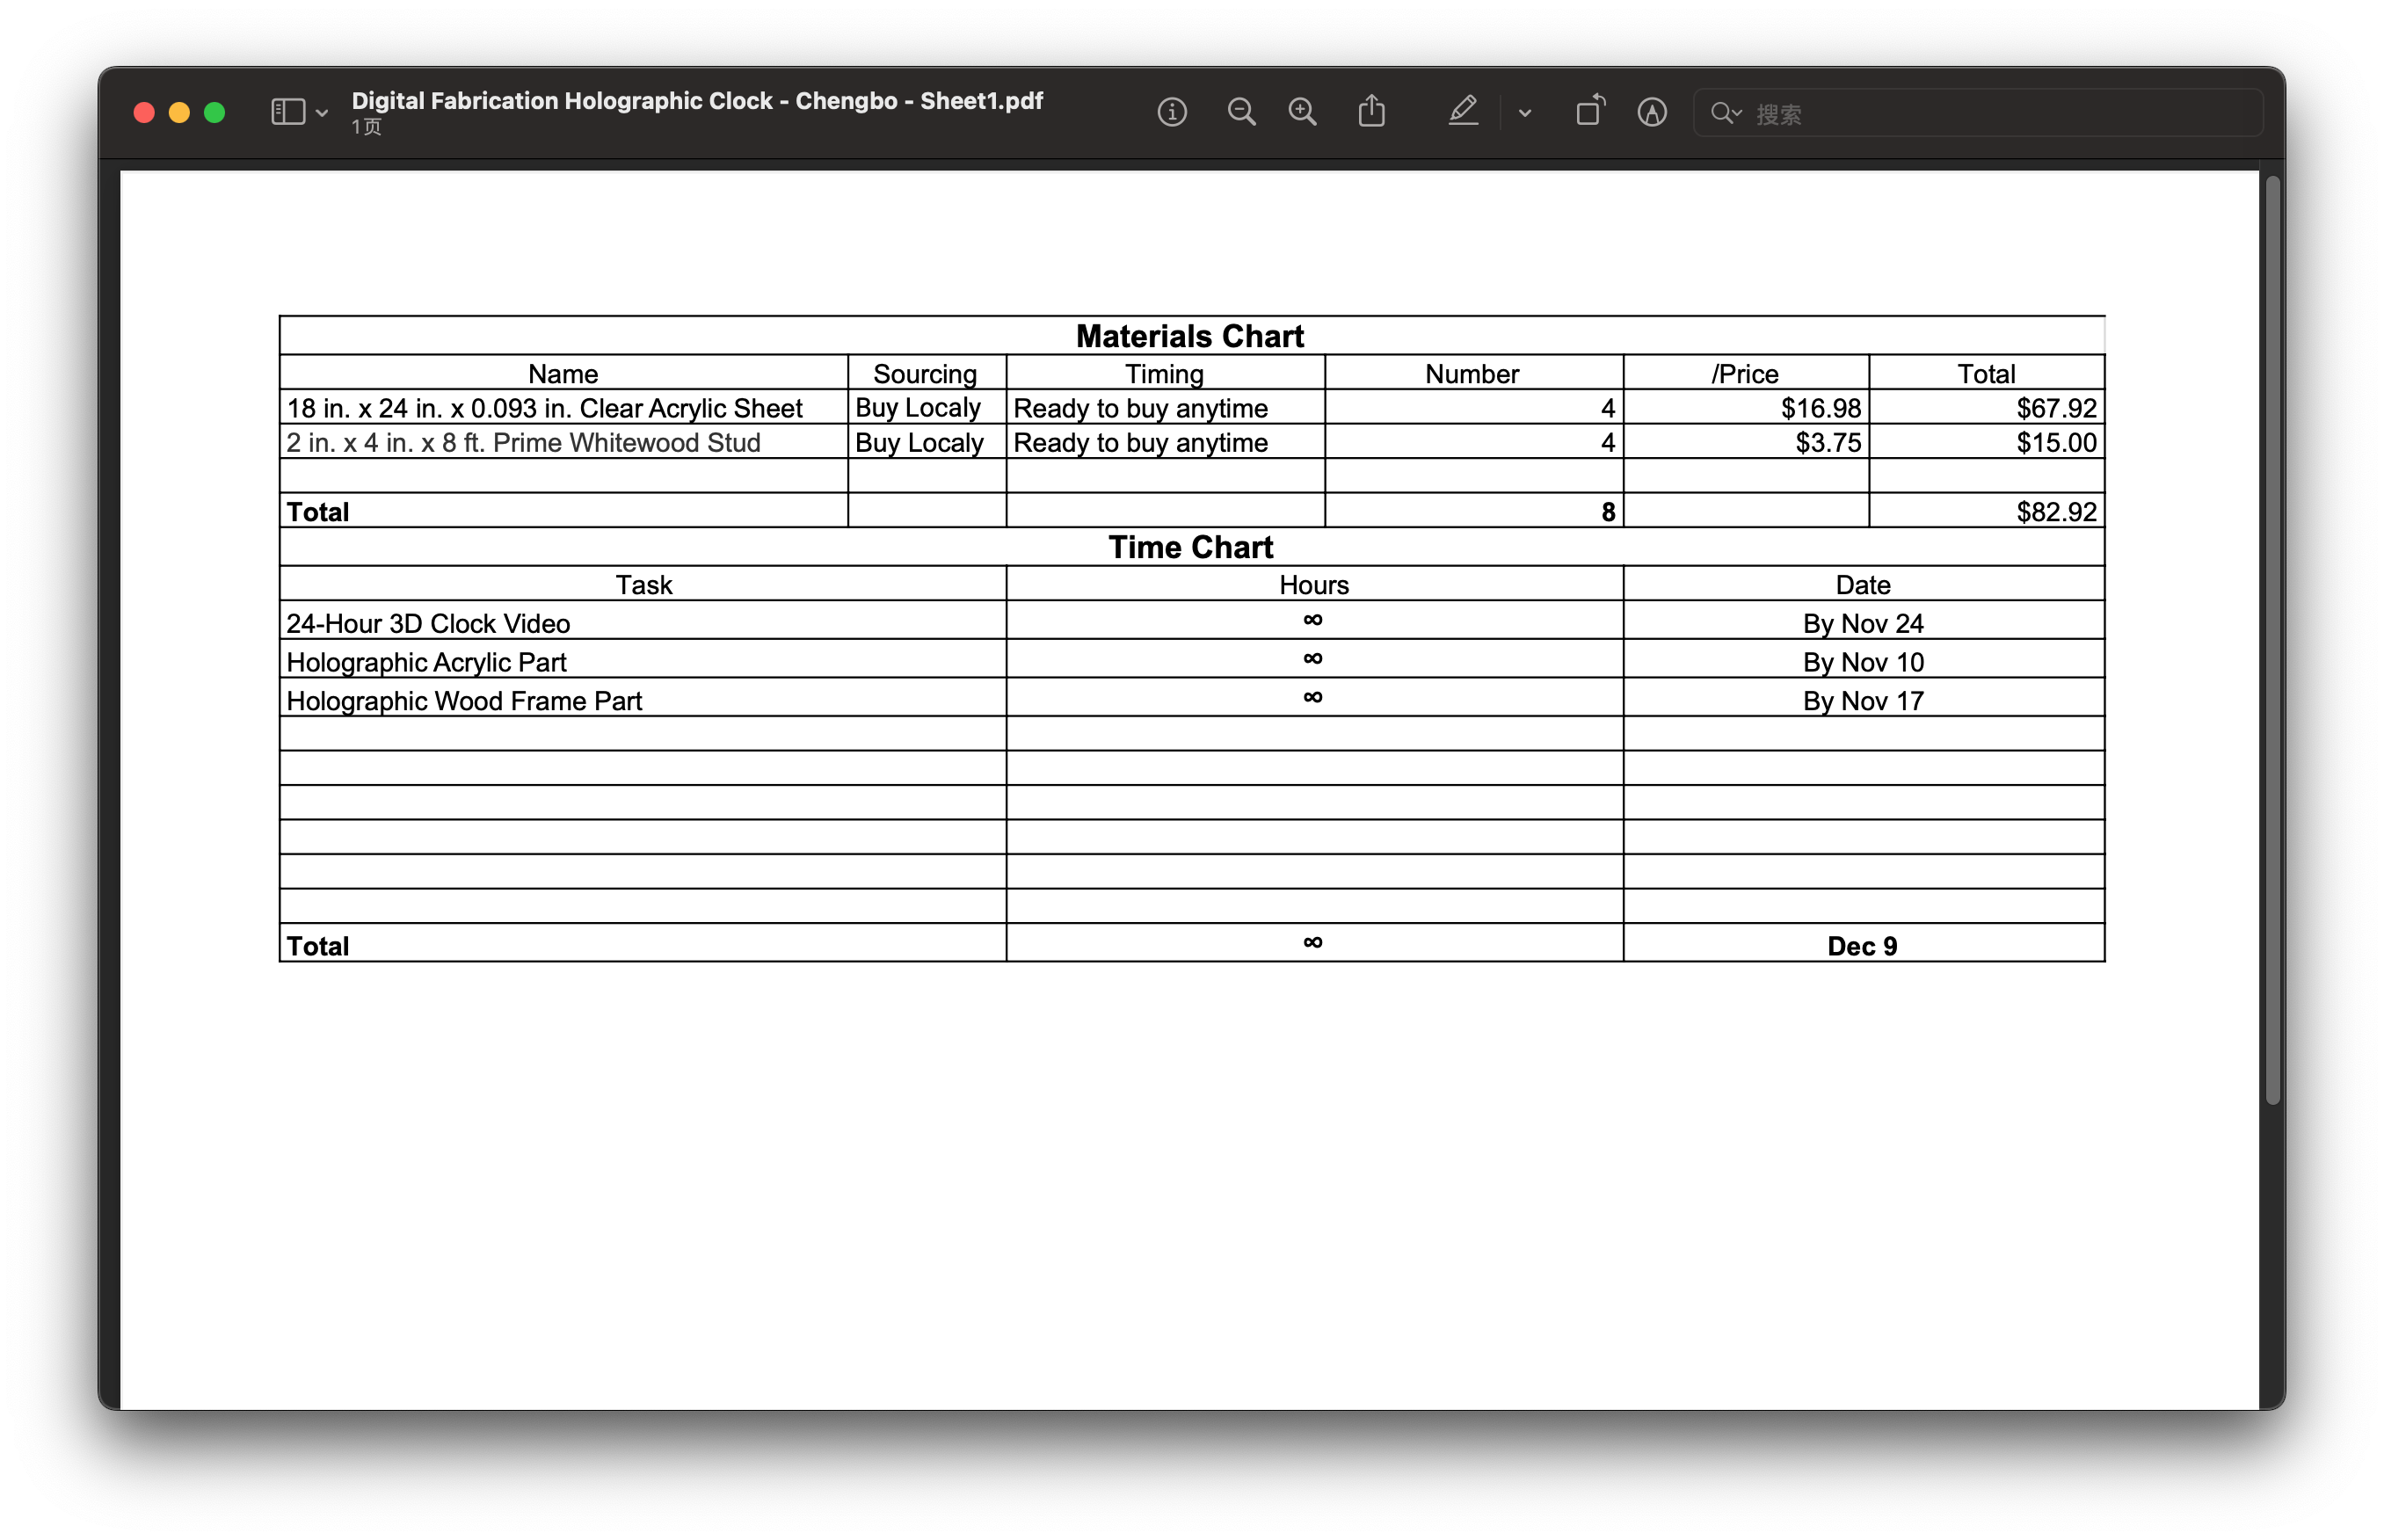 Digital Fabrication Holographic Clock - Chengbo - Sheet1.pdf
1页
搜索
Materials Chart
Name Sourcing Timing Number /Price Total
18 in. x 24 in. x 0.093 in. Clear Acrylic Sheet Buy Localy Ready to buy anytime 4 $16.98 $67.92
2 in. x 4 in. x 8 ft. Prime Whitewood Stud Buy Localy Ready to buy anytime 4 $3.75 $15.00
Total 8 $82.92
Time Chart
Task Hours Date
24-Hour 3D Clock Video ∞ By Nov 24
Holographic Acrylic Part ∞ By Nov 10
Holographic Wood Frame Part ∞ By Nov 17
Total ∞ Dec 9